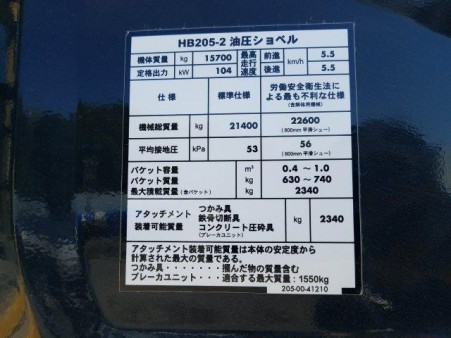 HB205-2 油圧ショベル
機体質量 kg 15700 最高走行速度 前進 km/h 5.5
定格出力 kW 104 後進 5.5
仕様 標準仕様 労働安全衛生法による最も不利な仕様
(含解体用機械)
機械総質量 kg 21400 22600
(800mm 平滑シュー)
平均接地圧 kPa 53 56
(800mm 平滑シュー)
バケット容量 m³ 0.4 ～ 1.0
バケット質量 kg 630 ～ 740
最大積載質量 (含バケット) kg 2340
アタッチメント装着可能質量 つかみ具 kg 2340
鉄骨切断具
コンクリート圧砕具
(ブレーカユニット)
アタッチメント装着可能質量は本体の安定度から
計算された最大の質量である。
つかみ具・・・・・・・掴んだ物の質量含む
ブレーカユニット・・・・適合する最大質量：1550kg
205-00-41210